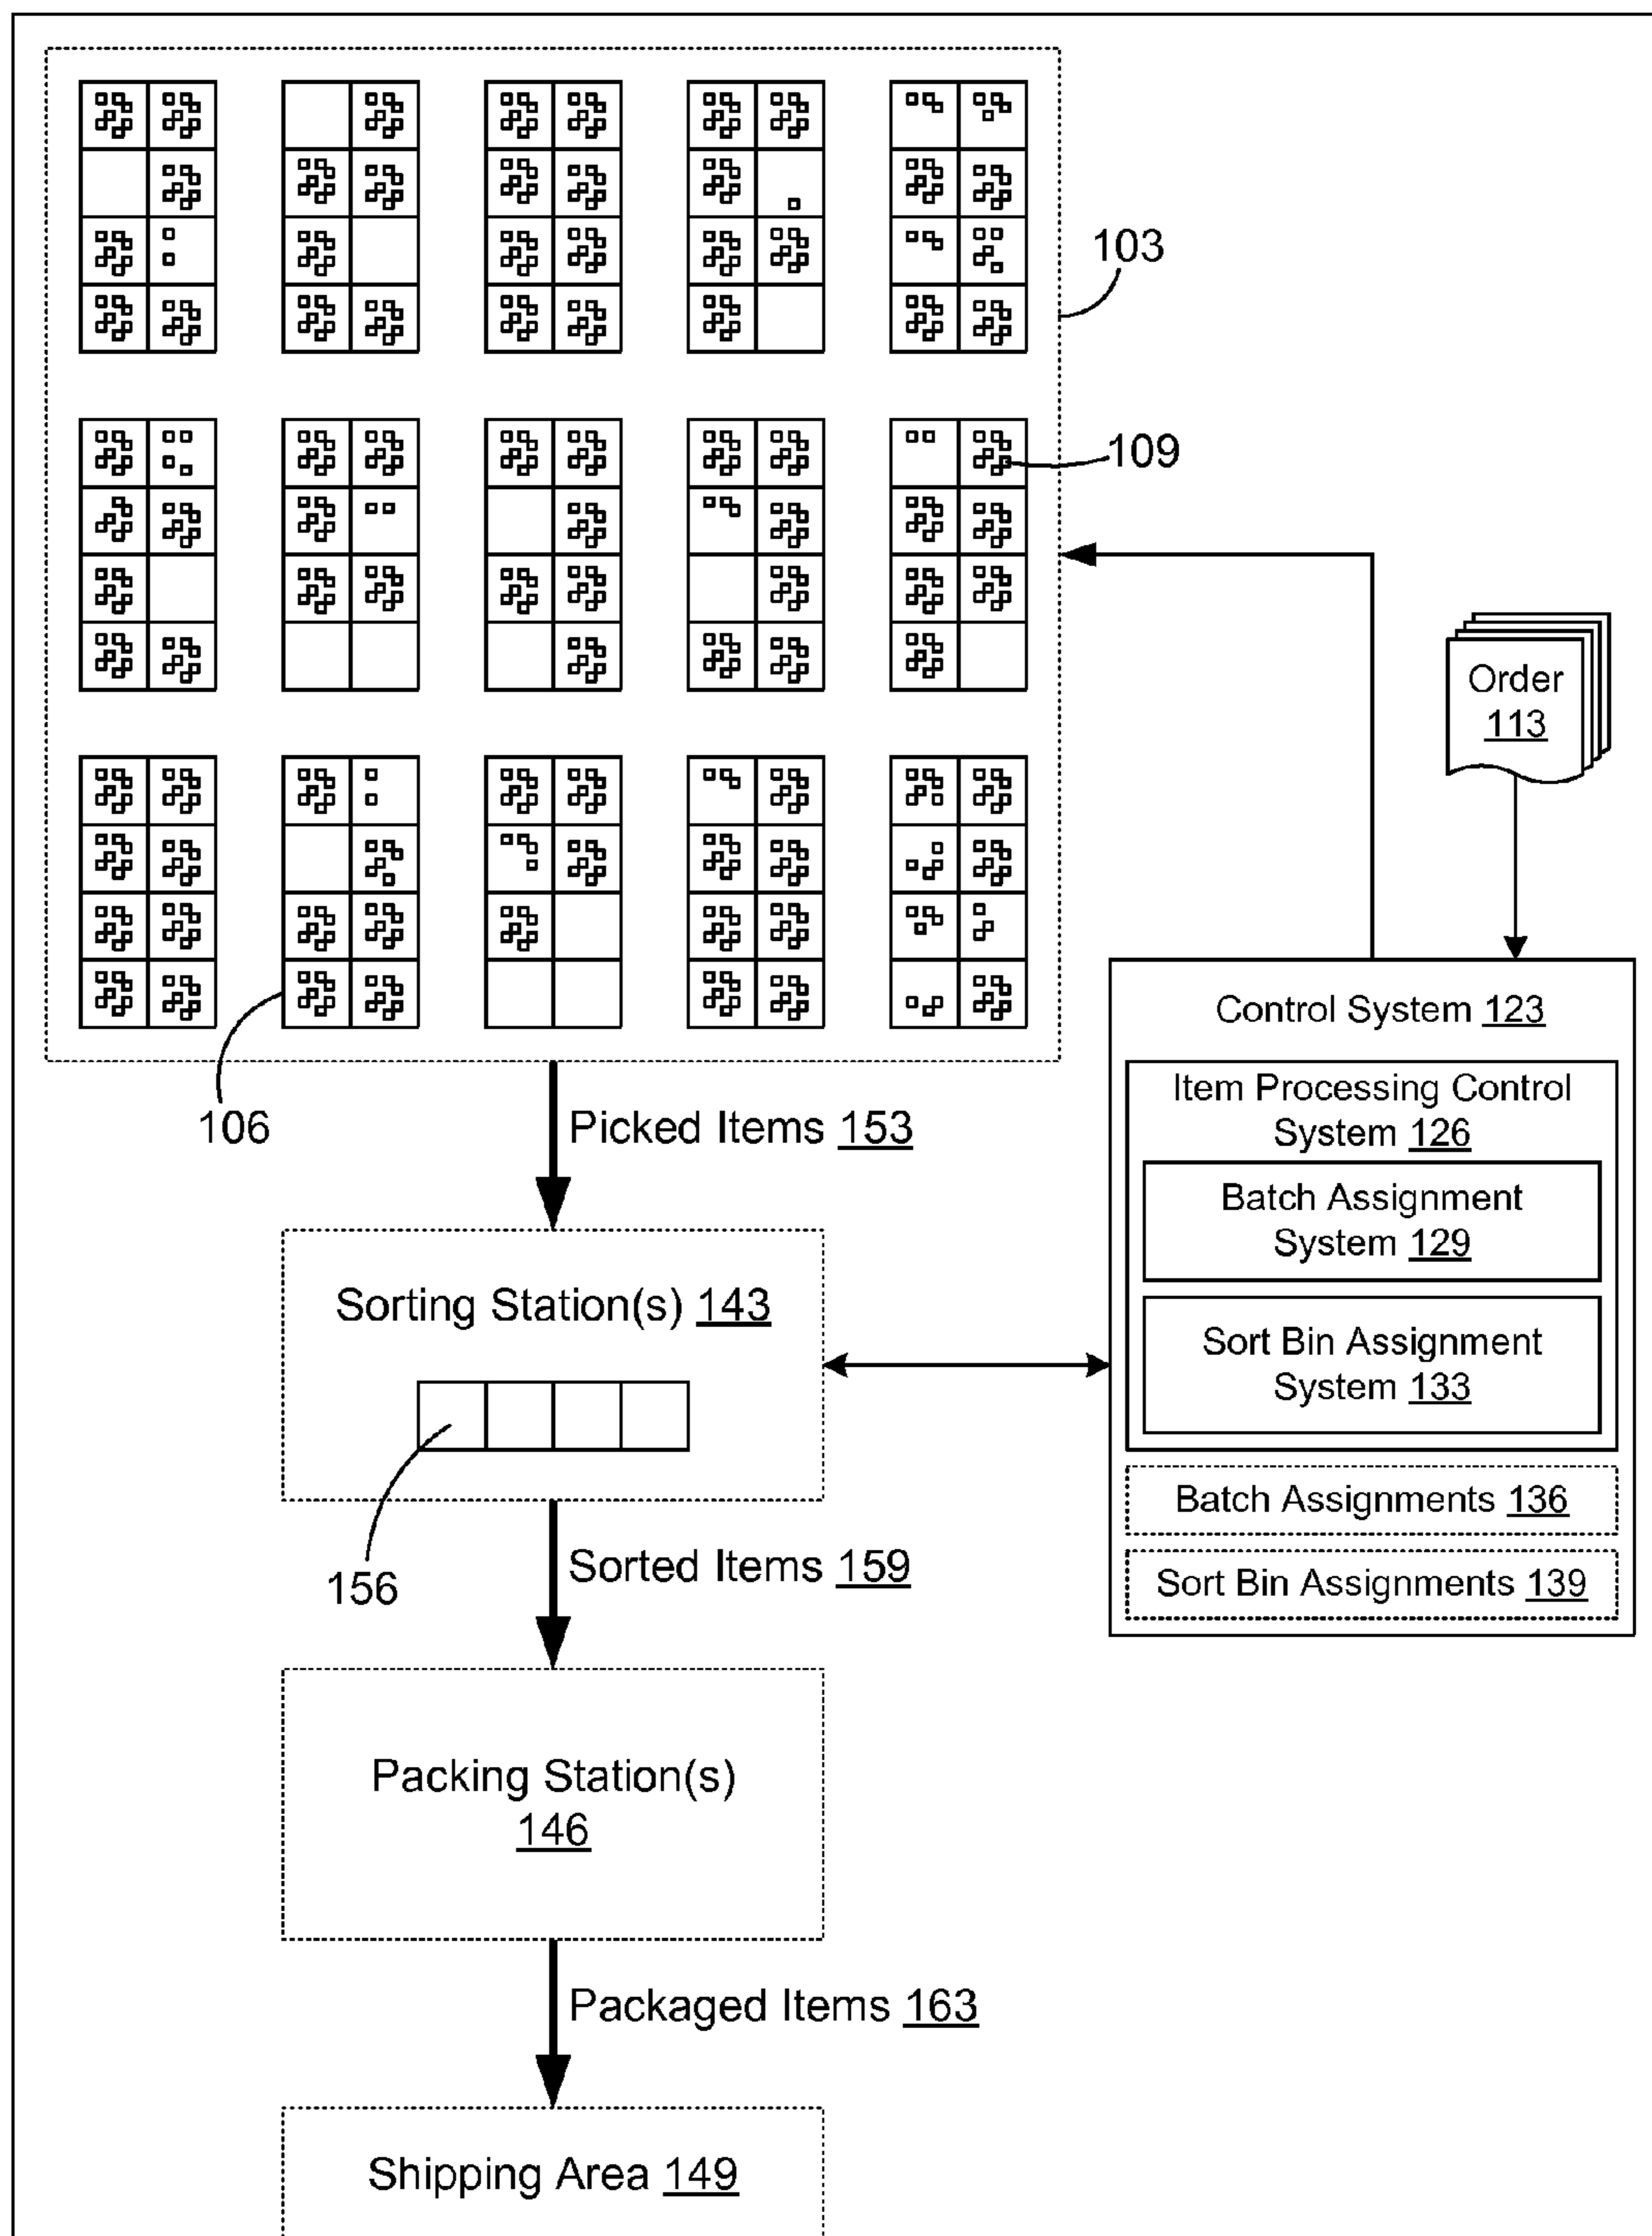 103
109
Order
113
Control System 123
Item Processing Control
System 126
106
Picked Items 153
Batch Assignment
System 129
Sorting Station(s) 143
Sort Bin Assignment
System 133
Batch Assignments 136
156
Sorted Items 159
Sort Bin Assignments 139
Packing Station(s)
146
Packaged Items 163
Shipping Area 149